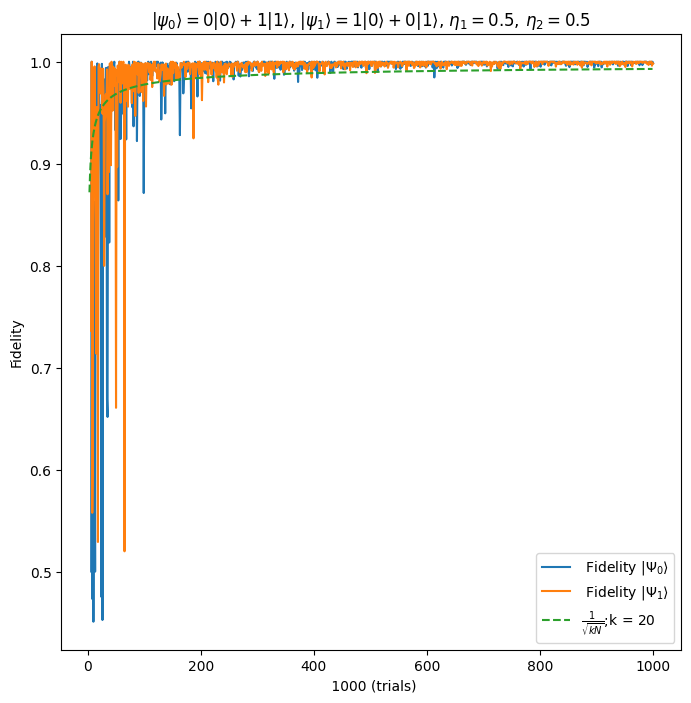 |ψ₀⟩ = 0|0⟩ + 1|1⟩, |ψ₁⟩ = 1|0⟩ + 0|1⟩, η₁ = 0.5, η₂ = 0.5
1.0
0.9
0.8
0.7
0.6
0.5
Fidelity
0
200
400
600
800
1000
1000 (trials)
Fidelity |Ψ₀⟩
Fidelity |Ψ₁⟩
1/√kN;k = 20